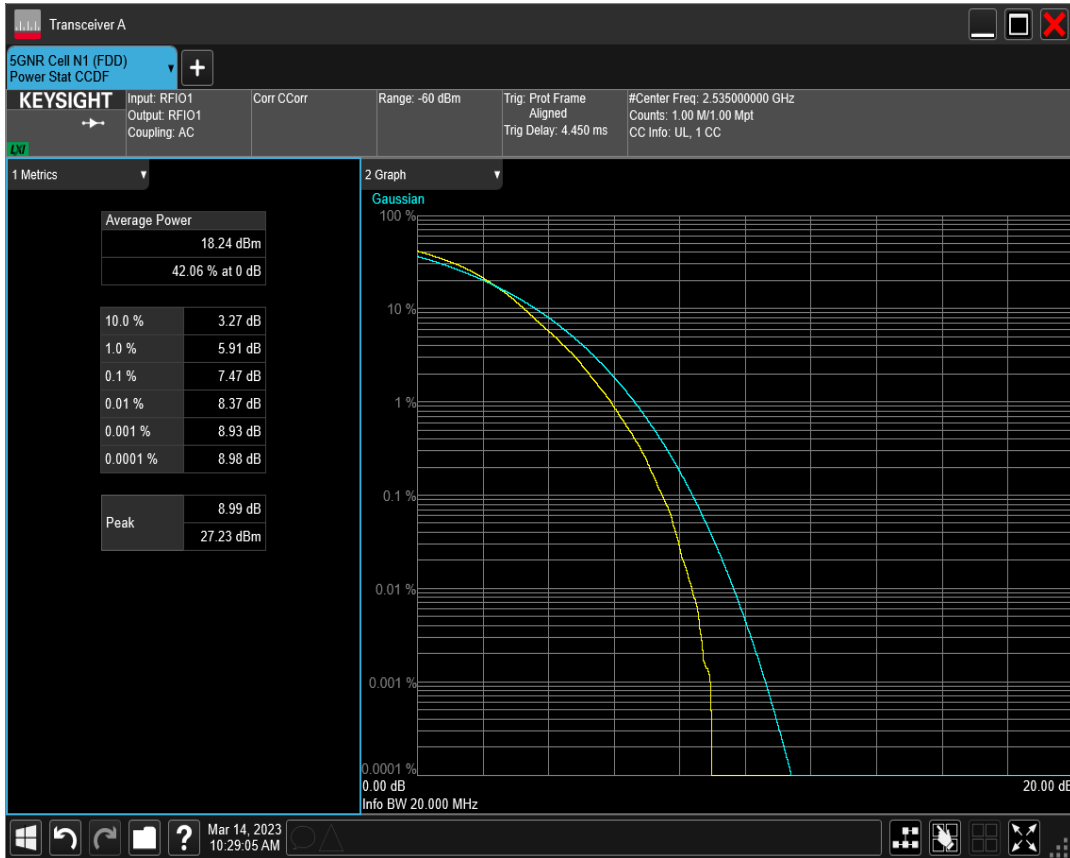 Transceiver A
5GNR Cell N1 (FDD)
Power Stat CCDF
+
KEYSIGHT
LXI
Input: RFIO1
Output: RFIO1
Coupling: AC
Corr CCorr
Range: -60 dBm
Trig: Prot Frame
Aligned
Trig Delay: 4.450 ms
#Center Freq: 2.535000000 GHz
Counts: 1.00 M/1.00 Mpt
CC Info: UL, 1 CC
1 Metrics
Average Power
18.24 dBm
42.06 % at 0 dB
10.0 % 3.27 dB
1.0 % 5.91 dB
0.1 % 7.47 dB
0.01 % 8.37 dB
0.001 % 8.93 dB
0.0001 % 8.98 dB
Peak
8.99 dB
27.23 dBm
2 Graph
Gaussian
100 %
10 %
1 %
0.1 %
0.01 %
0.001 %
0.0001 %
0.00 dB 20.00 dB
Info BW 20.000 MHz
?
Mar 14, 2023
10:29:05 AM